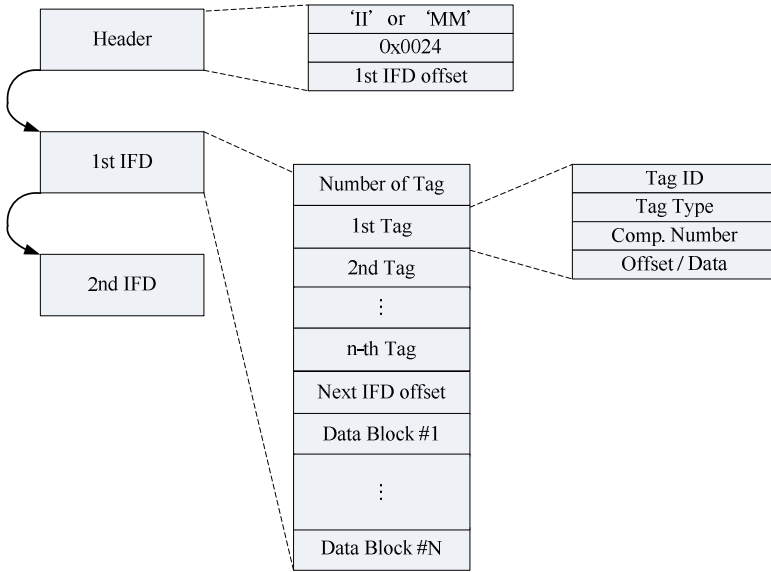 Header
'II' or 'MM'
0x0024
1st IFD offset
1st IFD
2nd IFD
Number of Tag
1st Tag
2nd Tag
⋮
n-th Tag
Next IFD offset
Data Block #1
⋮
Data Block #N
Tag ID
Tag Type
Comp. Number
Offset / Data